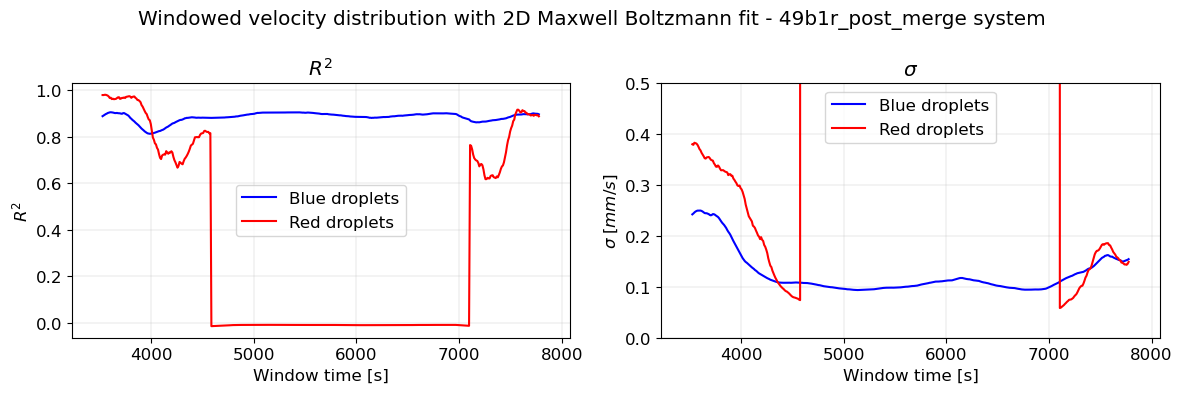 Windowed velocity distribution with 2D Maxwell Boltzmann fit - 49b1r_post_merge system
R²
1.0
0.8
0.6
0.4
0.2
0.0
R²
Blue droplets
Red droplets
4000 5000 6000 7000 8000
Window time [s]
σ
0.5
0.4
0.3
0.2
0.1
0.0
σ [mm/s]
Blue droplets
Red droplets
4000 5000 6000 7000 8000
Window time [s]